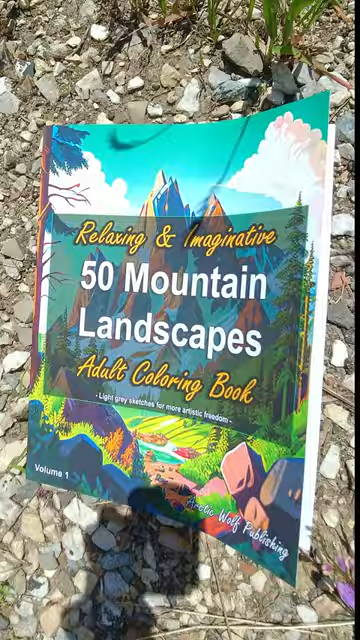 Relaxing & Imaginative
50 Mountain
Landscapes
Adult Coloring Book
- Light grey sketches for more artistic freedom -
Volume 1
Arctic Wolf Publishing